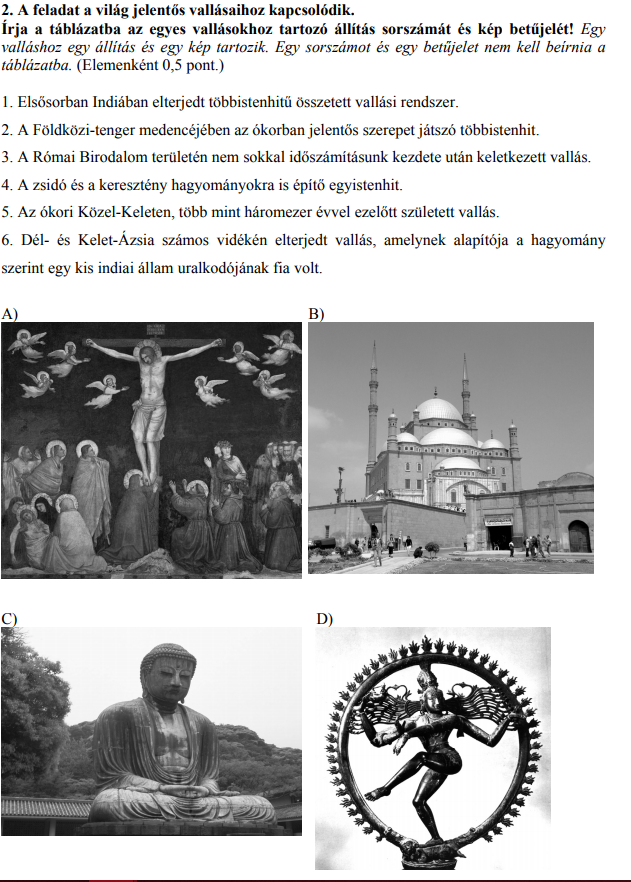 2. A feladat a világ jelentős vallásaihoz kapcsolódik.
Írja a táblázatba az egyes vallásokhoz tartozó állítás sorszámát és kép betűjelét! Egy
valláshoz egy állítás és egy kép tartozik. Egy sorszámot és egy betűjelet nem kell beírnia a
táblázatba. (Elemenként 0,5 pont.)
1. Elsősorban Indiában elterjedt többistenhitű összetett vallási rendszer.
2. A Földközi-tenger medencéjében az ókorban jelentős szerepet játszó többistenhit.
3. A Római Birodalom területén nem sokkal időszámításunk kezdete után keletkezett vallás.
4. A zsidó és a keresztény hagyományokra is építő egyistenhit.
5. Az ókori Közel-Keleten, több mint háromezer évvel ezelőtt született vallás.
6. Dél- és Kelet-Ázsia számos vidékén elterjedt vallás, amelynek alapítója a hagyomány
szerint egy kis indiai állam uralkodójának fia volt.
A)
B)
C)
D)